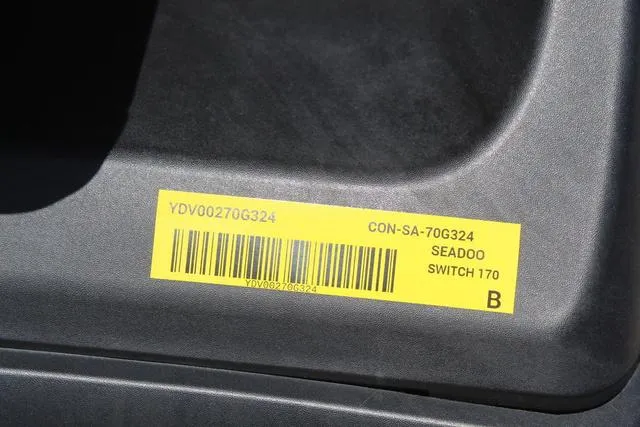 YDV00270G324
CON-SA-70G324
SEADOO
SWITCH 170
YDV00270G324
B